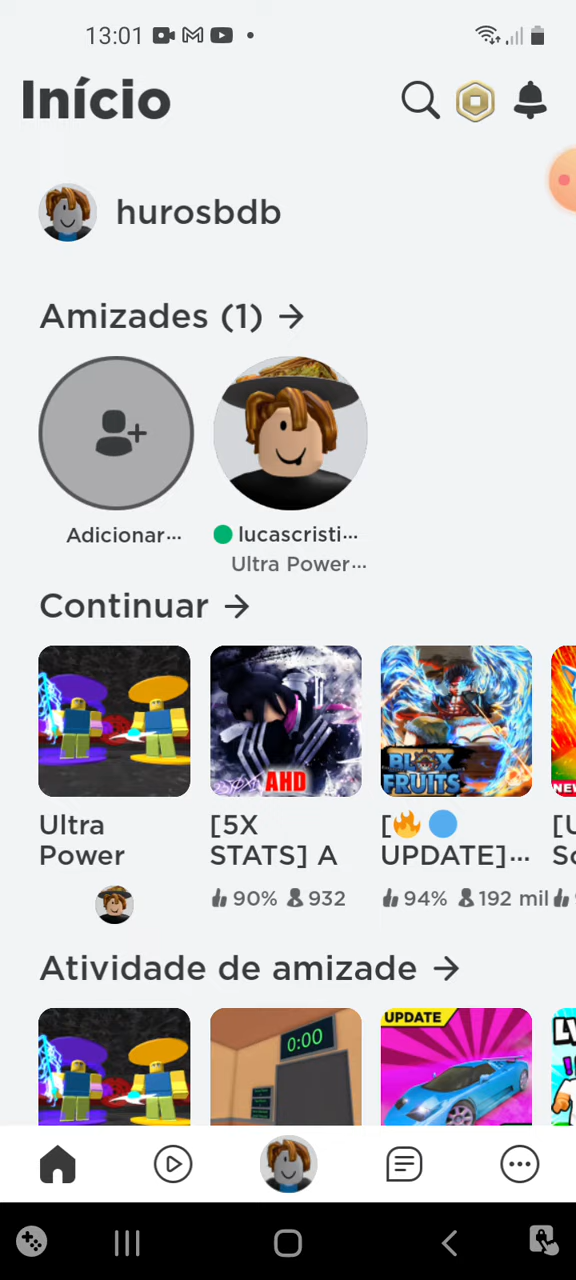 13:01
Início
hurosbdb
Amizades (1)
Adicionar...
lucascristi...
Ultra Power...
Continuar
AHD
BLOX
FRUITS
NEW
Ultra
Power
[5X
STATS] A
90% 932
[🔥🔵
UPDATE]...
94% 192 mil
Atividade de amizade
0:00
UPDATE